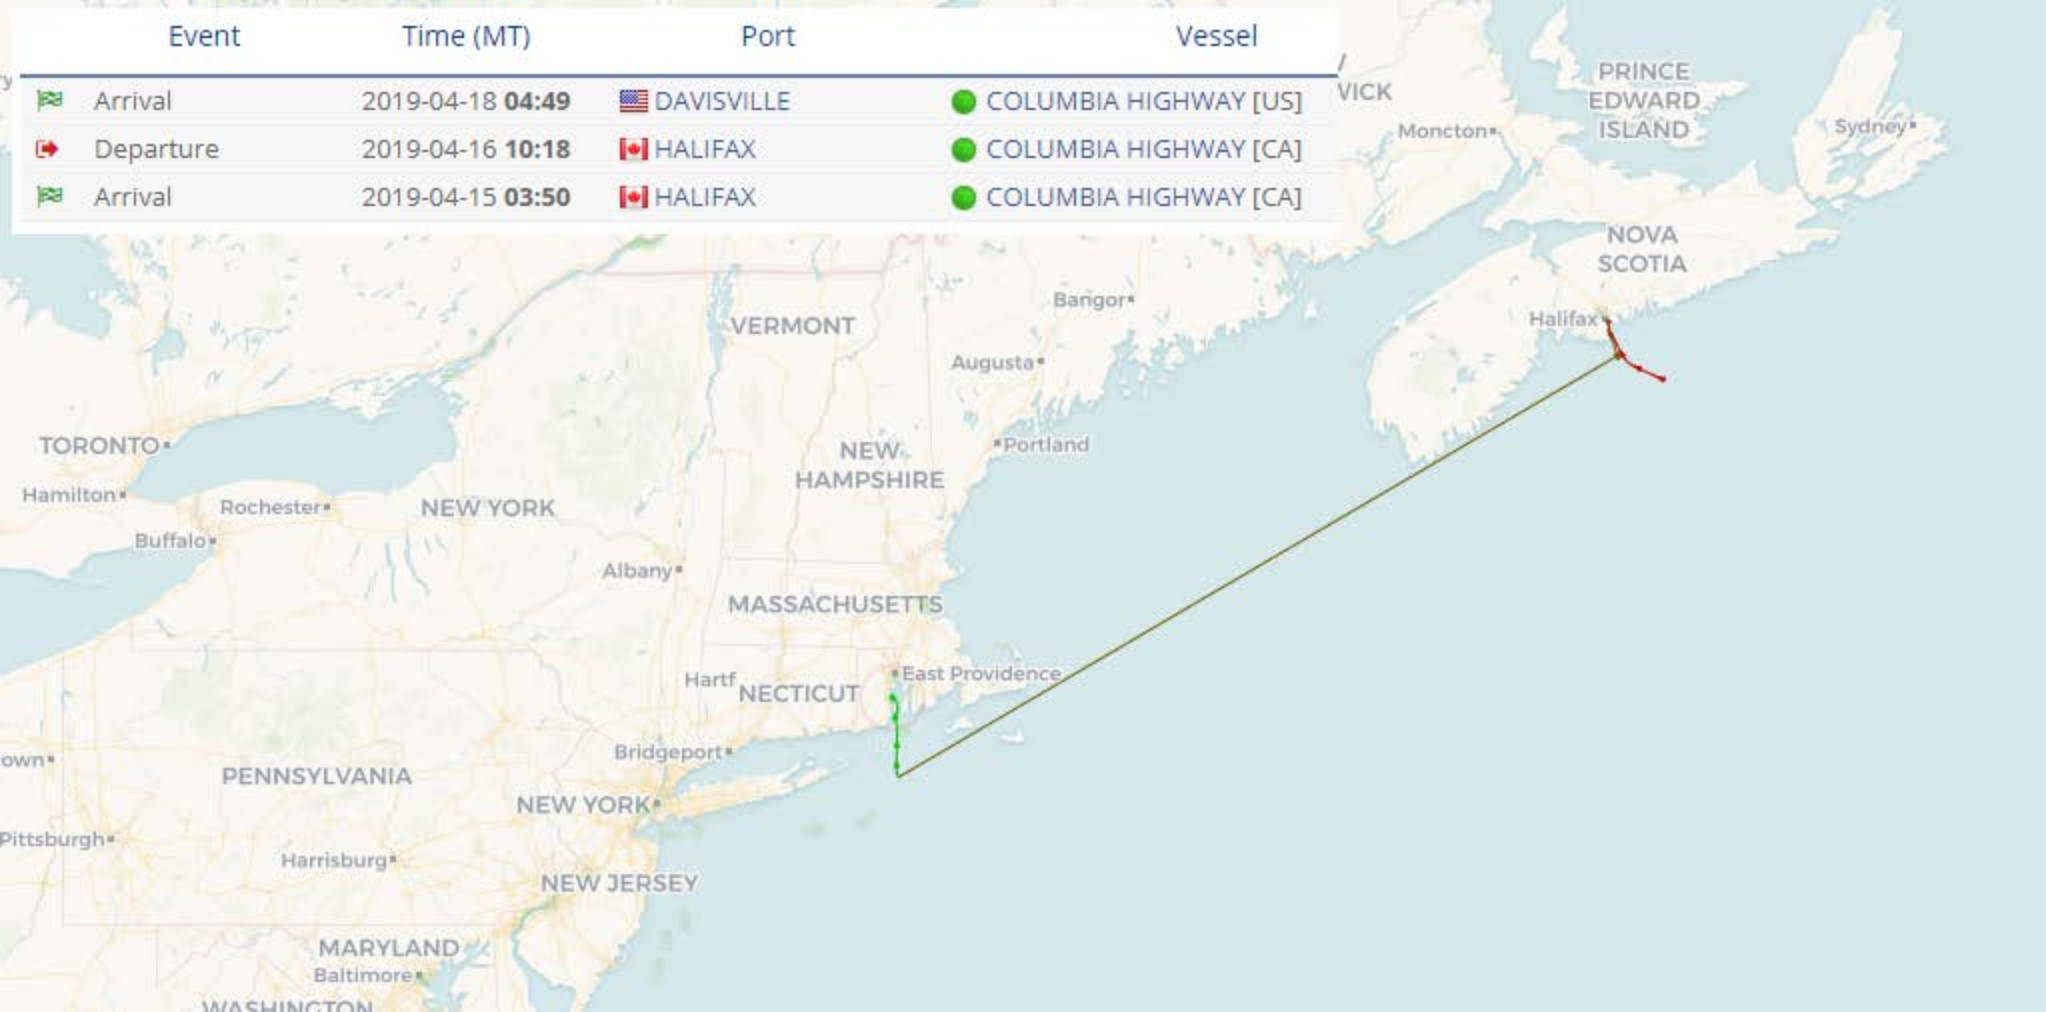 Event Time (MT) Port Vessel
Arrival 2019-04-18 04:49 DAVISVILLE COLUMBIA HIGHWAY [US]
Departure 2019-04-16 10:18 HALIFAX COLUMBIA HIGHWAY [CA]
Arrival 2019-04-15 03:50 HALIFAX COLUMBIA HIGHWAY [CA]
WICK
PRINCE
EDWARD
ISLAND
Moncton
Sydney
NOVA
SCOTIA
Halifax
Bangor
VERMONT
Augusta
TORONTO
Portland
NEW
HAMPSHIRE
Hamilton
Rochester
NEW YORK
Buffalo
Albany
MASSACHUSETTS
East Providence
Hartf
NECTICUT
Bridgeport
own
PENNSYLVANIA
NEW YORK
Pittsburgh
Harrisburg
NEW JERSEY
MARYLAND
Baltimore
WASHINGTON